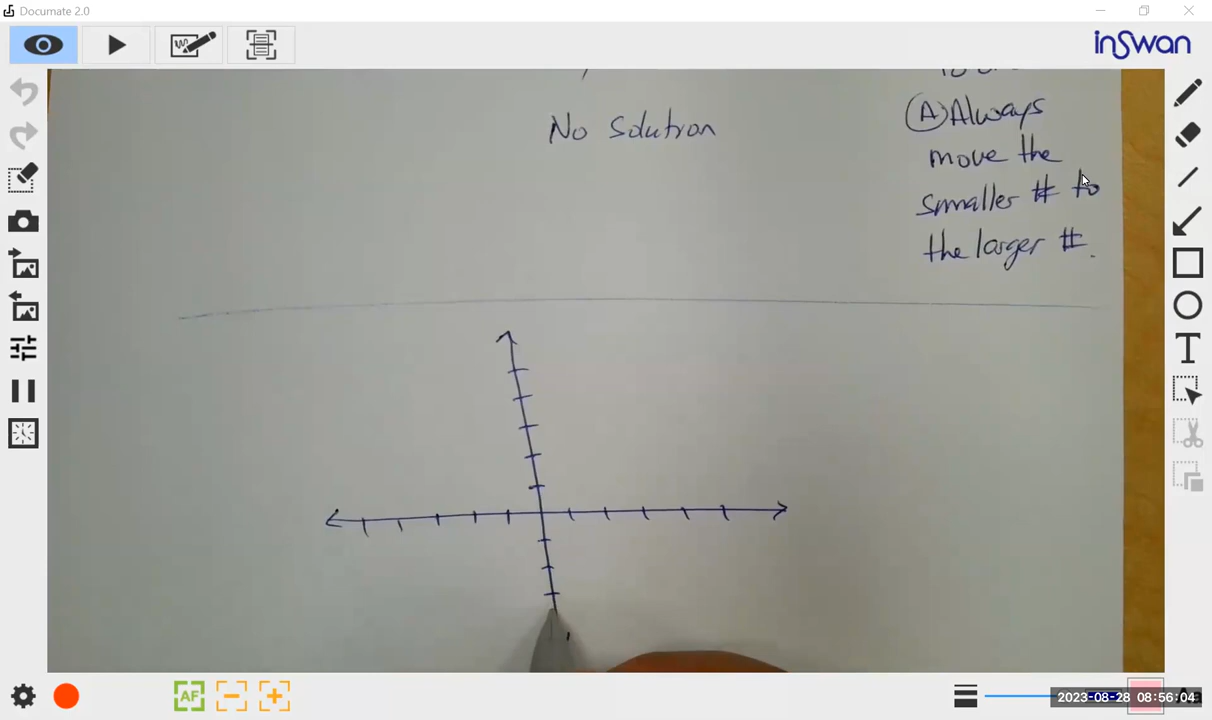 Documate 2.0
inswan
No Solution
(A) Always
move the
smaller # to
the larger #.
T
AF
2023-08-28 08:56:04